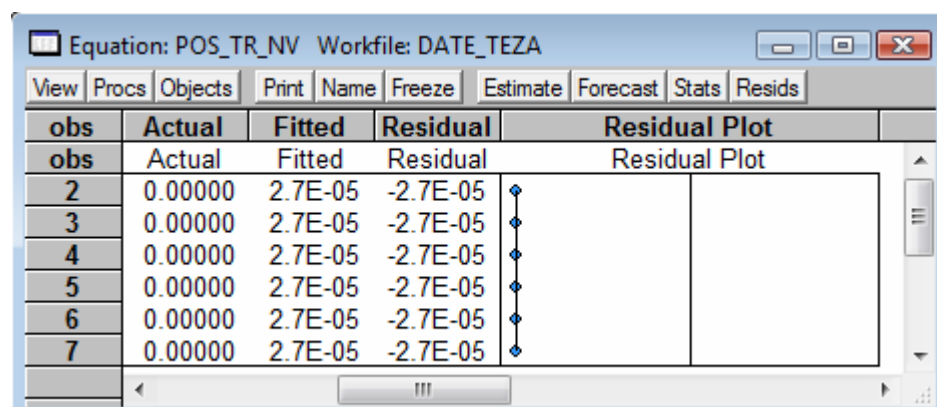 Equation: POS_TR_NV Workfile: DATE_TEZA
View Procs Objects Print Name Freeze Estimate Forecast Stats Resids
obs Actual Fitted Residual Residual Plot
obs Actual Fitted Residual Residual Plot
2 0.00000 2.7E-05 -2.7E-05
3 0.00000 2.7E-05 -2.7E-05
4 0.00000 2.7E-05 -2.7E-05
5 0.00000 2.7E-05 -2.7E-05
6 0.00000 2.7E-05 -2.7E-05
7 0.00000 2.7E-05 -2.7E-05